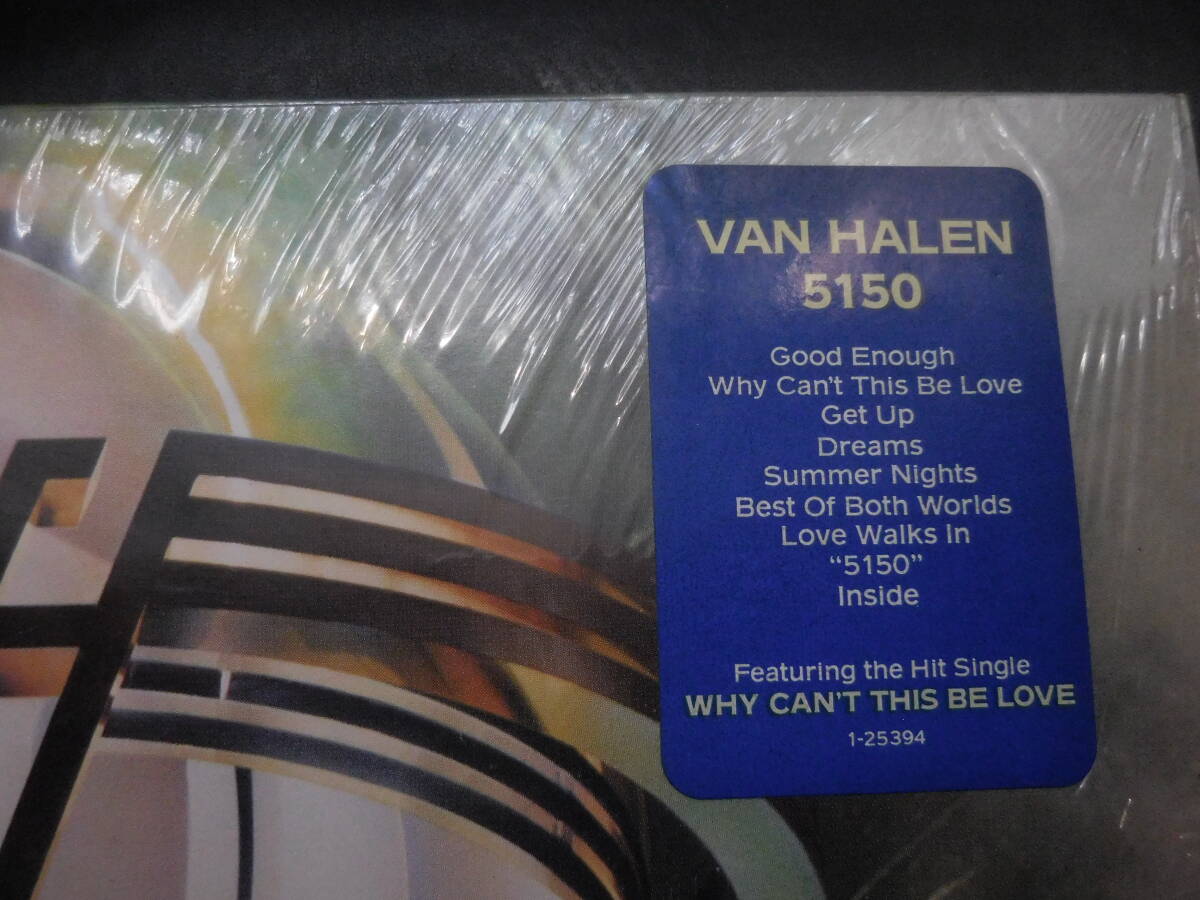 VAN HALEN
5150
Good Enough
Why Can't This Be Love
Get Up
Dreams
Summer Nights
Best Of Both Worlds
Love Walks In
“5150”
Inside
Featuring the Hit Single
WHY CAN'T THIS BE LOVE
1-25394